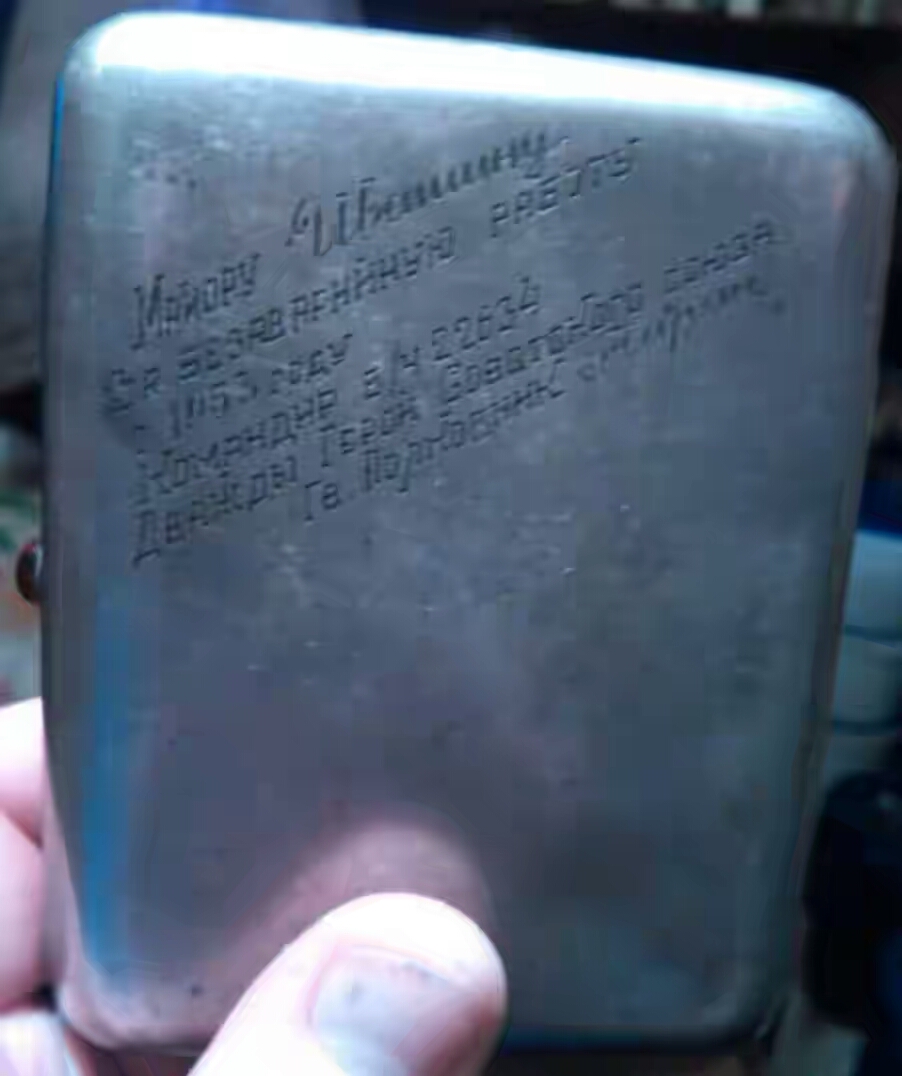 Майору
За безаварийную работу
в 1953 году
Командир в/ч 22634
Дважды Герой Советского Союза
Гв. Полковник